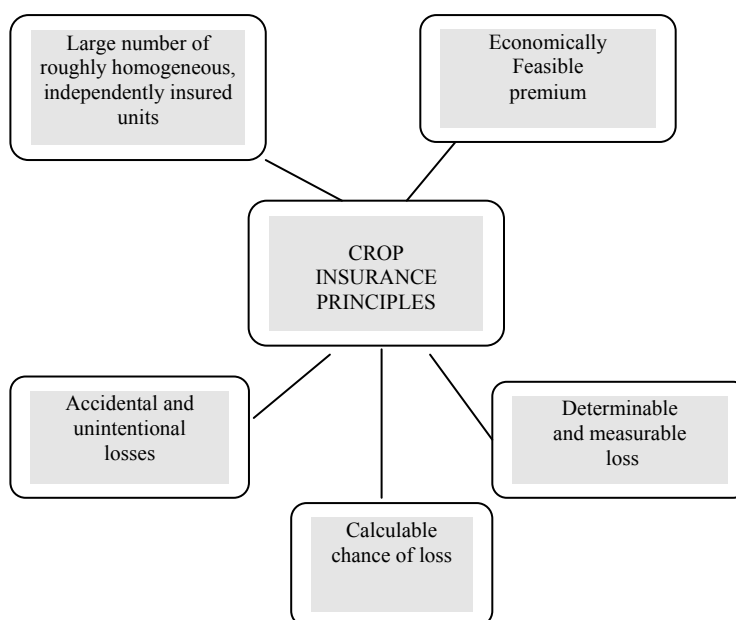 Large number of
roughly homogeneous,
independently insured
units
Economically
Feasible
premium
CROP
INSURANCE
PRINCIPLES
Accidental and
unintentional
losses
Determinable
and measurable
loss
Calculable
chance of loss